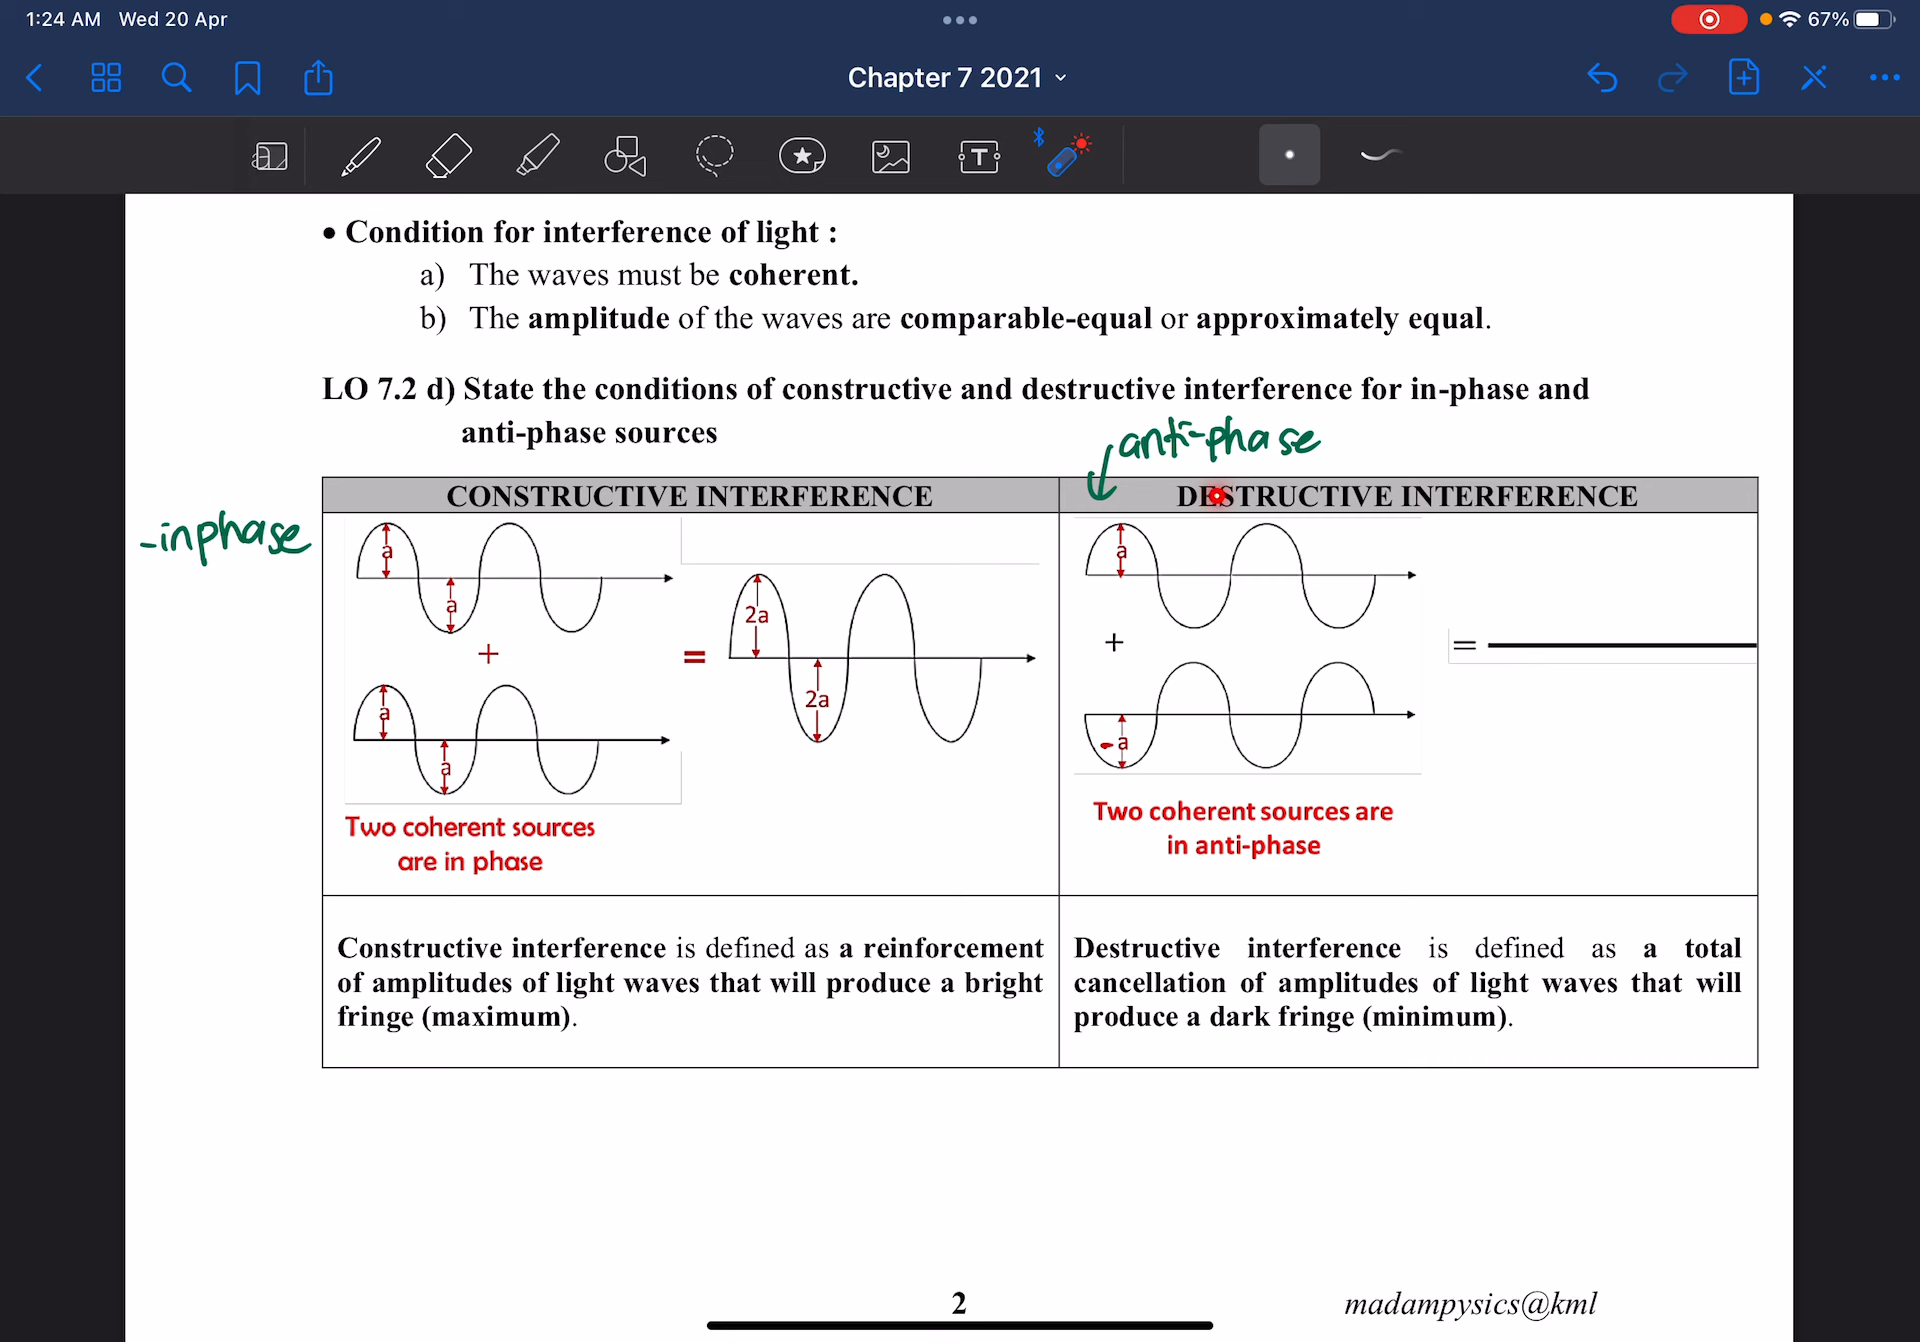 1:24 AM Wed 20 Apr
67%
Chapter 7 2021
• Condition for interference of light :
a) The waves must be coherent.
b) The amplitude of the waves are comparable-equal or approximately equal.
LO 7.2 d) State the conditions of constructive and destructive interference for in-phase and
anti-phase sources
anti-phase
CONSTRUCTIVE INTERFERENCE
DESTRUCTIVE INTERFERENCE
-inphase
a
a
+
a
a
=
2a
2a
Two coherent sources
are in phase
a
+
-a
=
Two coherent sources are
in anti-phase
Constructive interference is defined as a reinforcement
of amplitudes of light waves that will produce a bright
fringe (maximum).
Destructive interference is defined as a total
cancellation of amplitudes of light waves that will
produce a dark fringe (minimum).
2
madampysics@kml